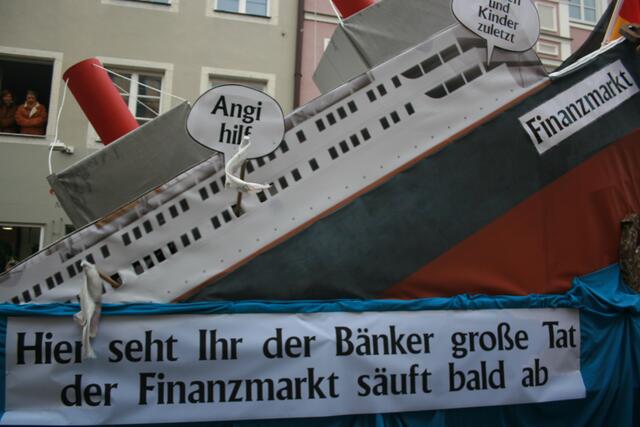 und
Kinder
zuletzt
Angi
hilf
Finanzmarkt
Hier seht Ihr der Bänker große Tat
der Finanzmarkt säuft bald ab